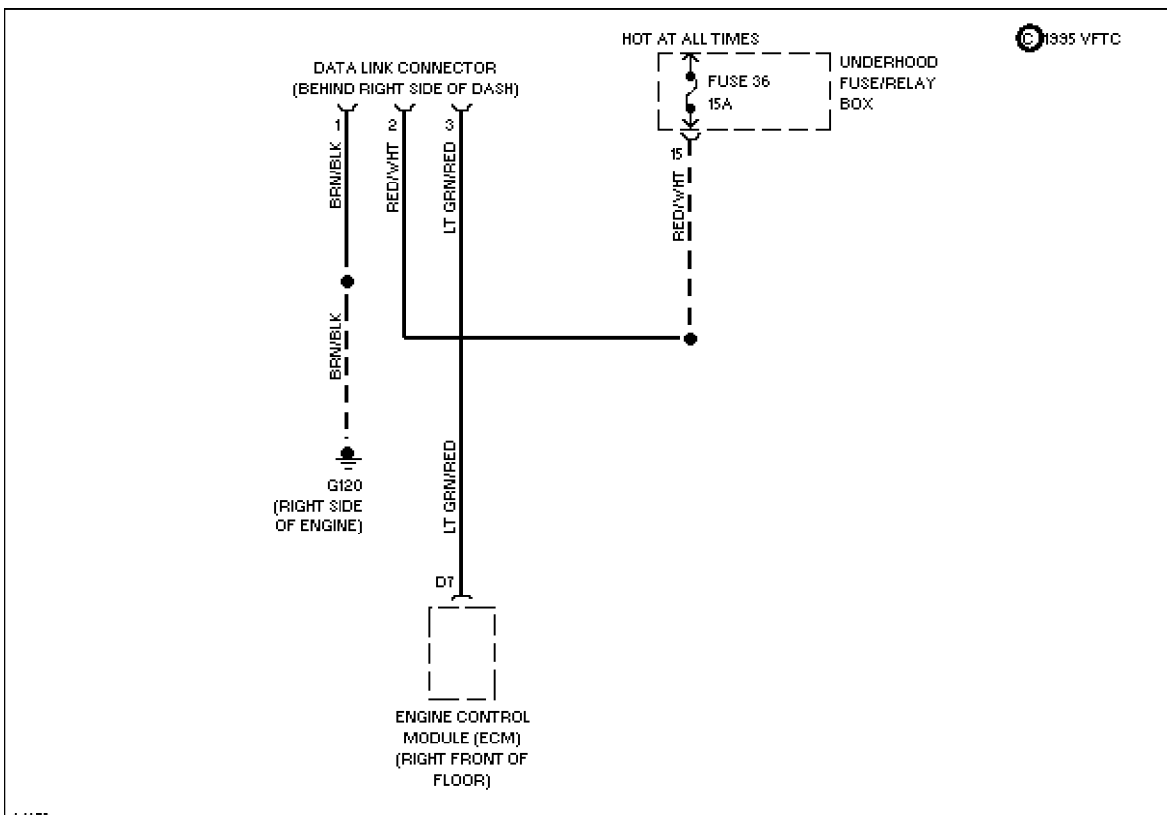 HOT AT ALL TIMES
© 1995 VFTC
DATA LINK CONNECTOR
(BEHIND RIGHT SIDE OF DASH)
FUSE 36
15A
UNDERHOOD
FUSE/RELAY
BOX
1
2
3
BRN/BLK
RED/WHT
LT GRN/RED
15
RED/WHT
BRN/BLK
LT GRN/RED
G120
(RIGHT SIDE
OF ENGINE)
D7
ENGINE CONTROL
MODULE (ECM)
(RIGHT FRONT OF
FLOOR)